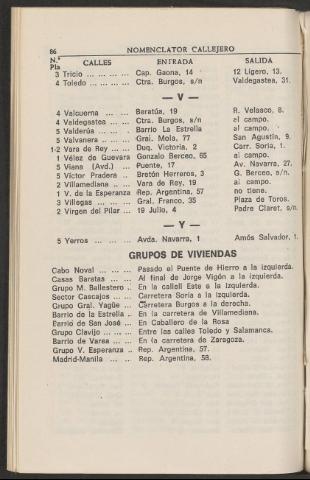 86 NOMENCLATOR CALLEJERO
N.º Pla CALLES ENTRADA SALIDA
3 Tricio ... ... ... ... Cap. Gaona, 14 12 Ligero, 13.
4 Toledo ... ... ... ... Ctra. Burgos, s/n Valdegastea, 31.
— V —
4 Valcuerna ... ... Beratúa, 19 R. Velasco, 8.
4 Valdegastea ... ... Ctra. Burgos, s/n el campo.
5 Valderúa ... ... Barrio La Estrella el campo.
5 Valvanera ... ... Gral. Mola, 77 San Agustín, 9.
1-2 Vara de Rey ... ... Duq. Victoria, 2 Carr. Soria, 1.
1 Vélez de Guevara Gonzalo Berceo, 65 el campo.
5 Viana (Avd.) ... Puente, 17 Av. Navarra, 27.
5 Víctor Pradera ... Bretón Herreros, 3 G. Berceo, s/n.
2 Villamediana .. ... Vara de Rey, 19 al campo.
1 V. de la Esperanza Rep. Argentina, 57 no tiene.
3 Villegas ... ... ... Gral. Franco, 35 Plaza de Toros.
2 Virgen del Pilar ... 19 Julio, 4 Padre Claret, s/n.
— Y —
5 Yerros ... ... ... Avda. Navarra, 1 Amós Salvador, 1.
GRUPOS DE VIVIENDAS
Cabo Noval ... ... ... Pasado el Puente de Hierro a la izquierda.
Casas Baratas ... ... Al final de Jorge Vigón a la izquierda.
Grupo M. Ballestero .. En la calleli Este a la izquierda.
Sector Cascajos ... ... Carretera Soria a la izquierda.
Grupo Gral. Yagüe ... Carretera Burgos a la derecha.
Barrio de la Estrella .. En la carretera de Villamediana.
Barrio de San José ... En Caballero de la Rosa
Grupo Clavijo ... ... ... Entre las calles Toledo y Salamanca.
Barrio de Varea ... ... En la carretera de Zaragoza.
Grupo V. Esperanza .. Rep. Argentina, 57.
Madrid-Manila ... ... Rep. Argentina, 58.